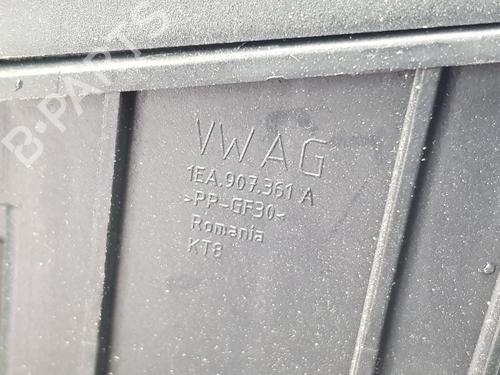 B-PARTS
VWAG
1EA.907.361 A
>PP-GF30<
Romania
KT8